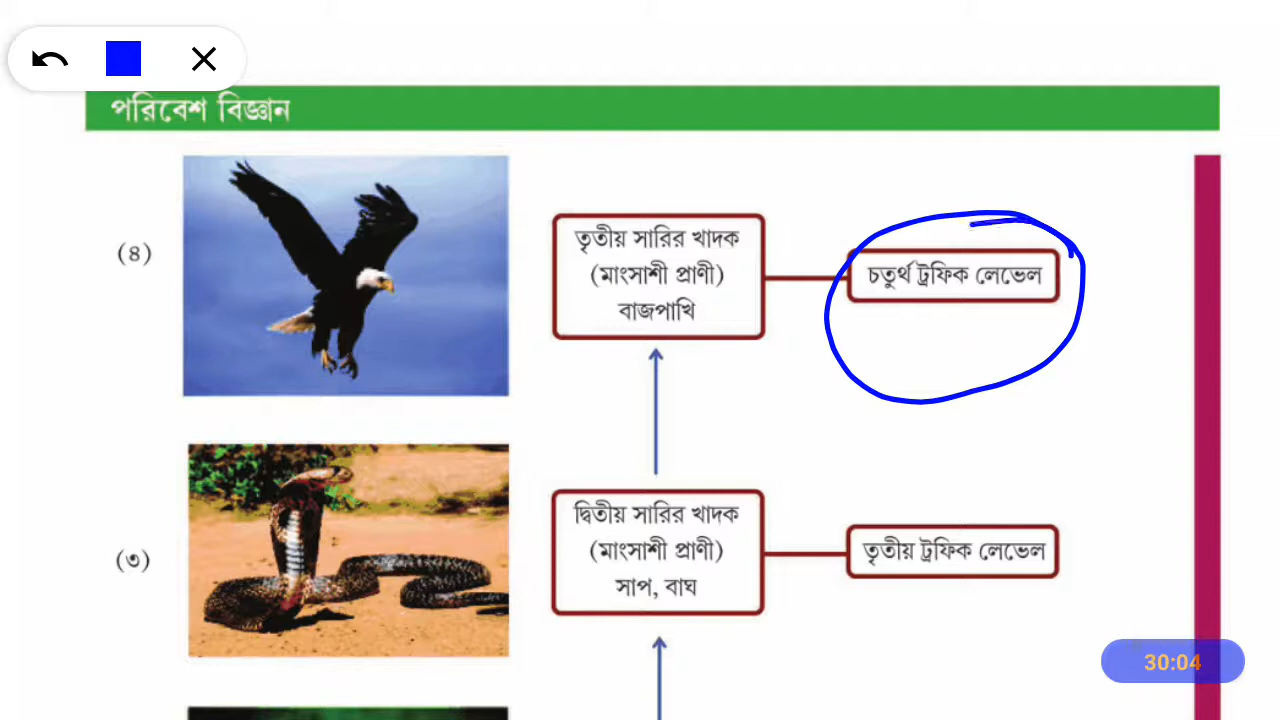 পরিবেশ বিজ্ঞান
(৪)
তৃতীয় সারির খাদক
(মাংসাশী প্রাণী)
বাজপাখি
চতুর্থ ট্রফিক লেভেল
(৩)
দ্বিতীয় সারির খাদক
(মাংসাশী প্রাণী)
সাপ, বাঘ
তৃতীয় ট্রফিক লেভেল
30:04